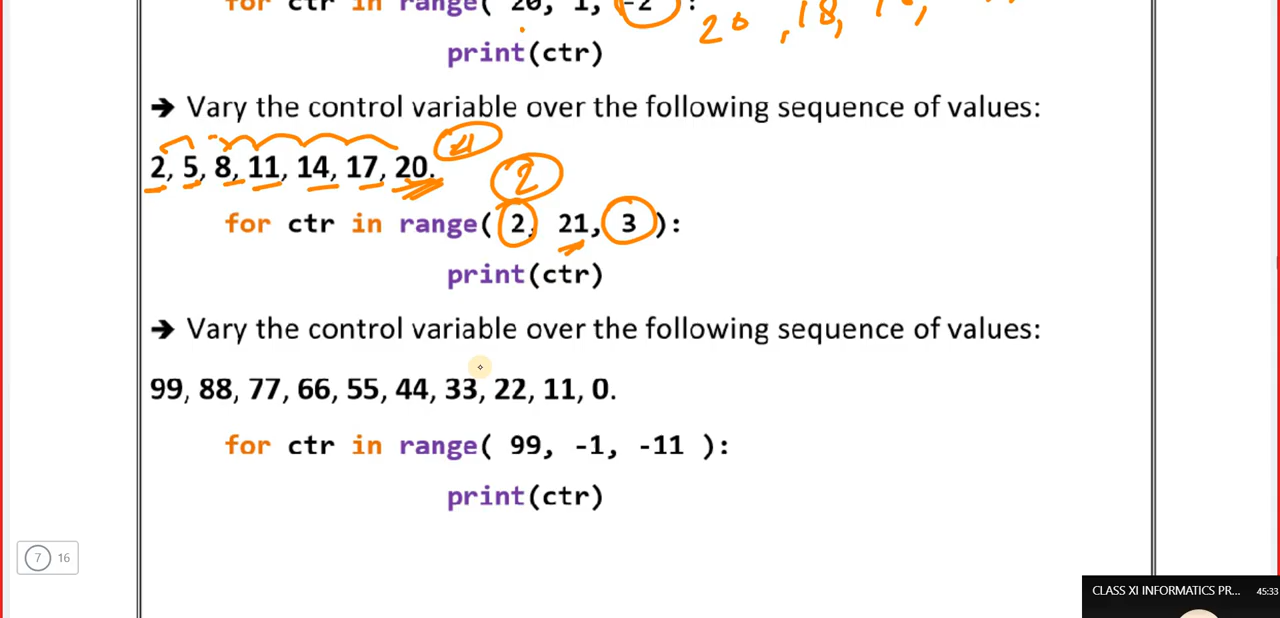 for ctr in range( 20, 1, -2 ):
20, 18,
print(ctr)
→ Vary the control variable over the following sequence of values:
2, 5, 8, 11, 14, 17, 20.
2
for ctr in range( 2, 21, 3 ):
print(ctr)
→ Vary the control variable over the following sequence of values:
99, 88, 77, 66, 55, 44, 33, 22, 11, 0.
for ctr in range( 99, -1, -11 ):
print(ctr)
7 16
CLASS XI INFORMATICS PR... 45:33